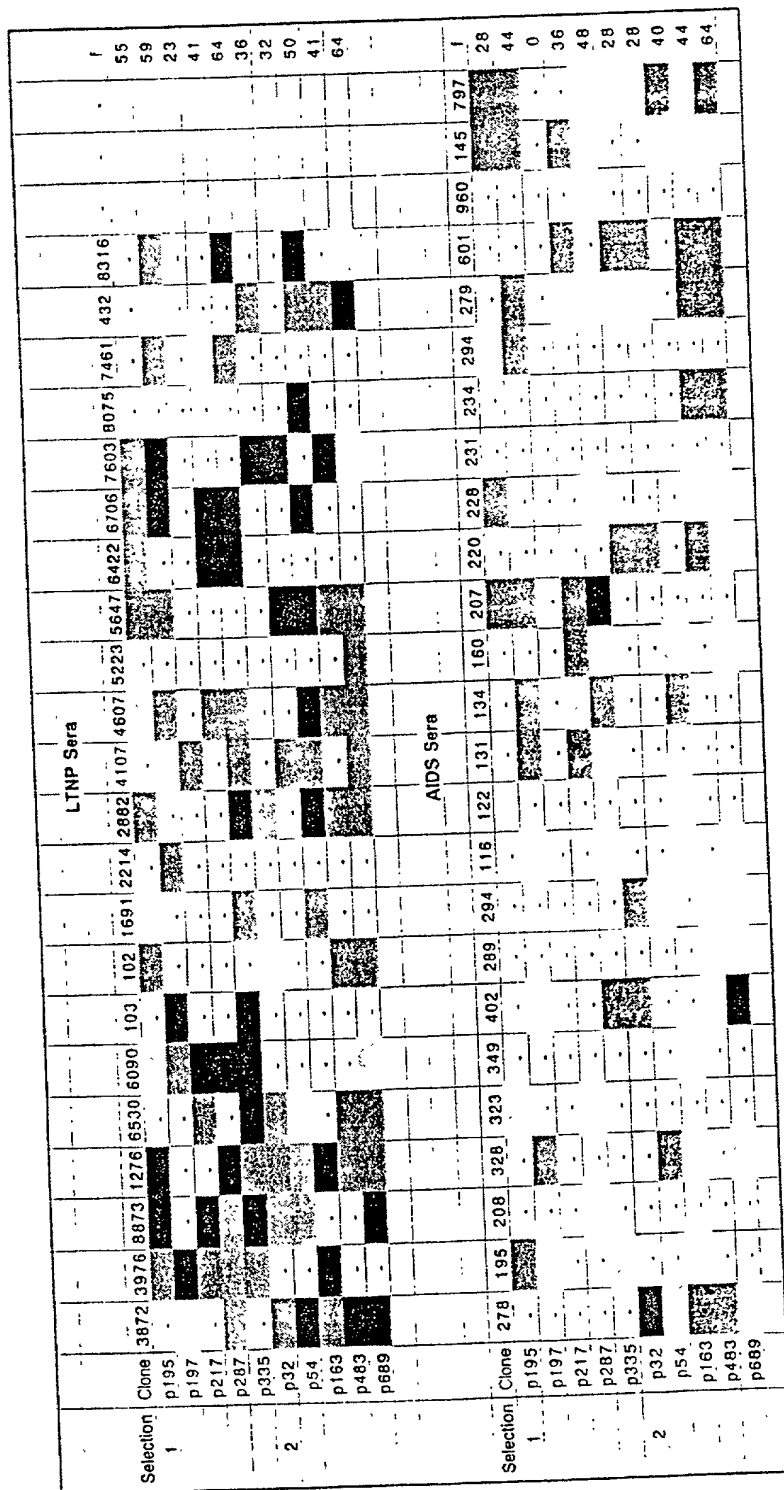 LTNP Sera
Selection Clone 3872 3976 8873 1276 6530 6090 103 102 1691 2214 2882 4107 4607 5223 5647 6422 6706 7603 8075 7461 432 8316 f
1 p195 55
p197 59
p217 23
p287 41
p335 64
2 p32 36
p54 32
p163 50
p483 41
p689 64
AIDS Sera
Selection Clone 278 195 208 328 323 349 402 289 294 116 122 131 134 160 207 220 228 231 234 294 279 601 960 145 797 f
1 p195 28
p197 44
p217 0
p287 36
p335 48
2 p32 28
p54 28
p163 40
p483 44
p689 64